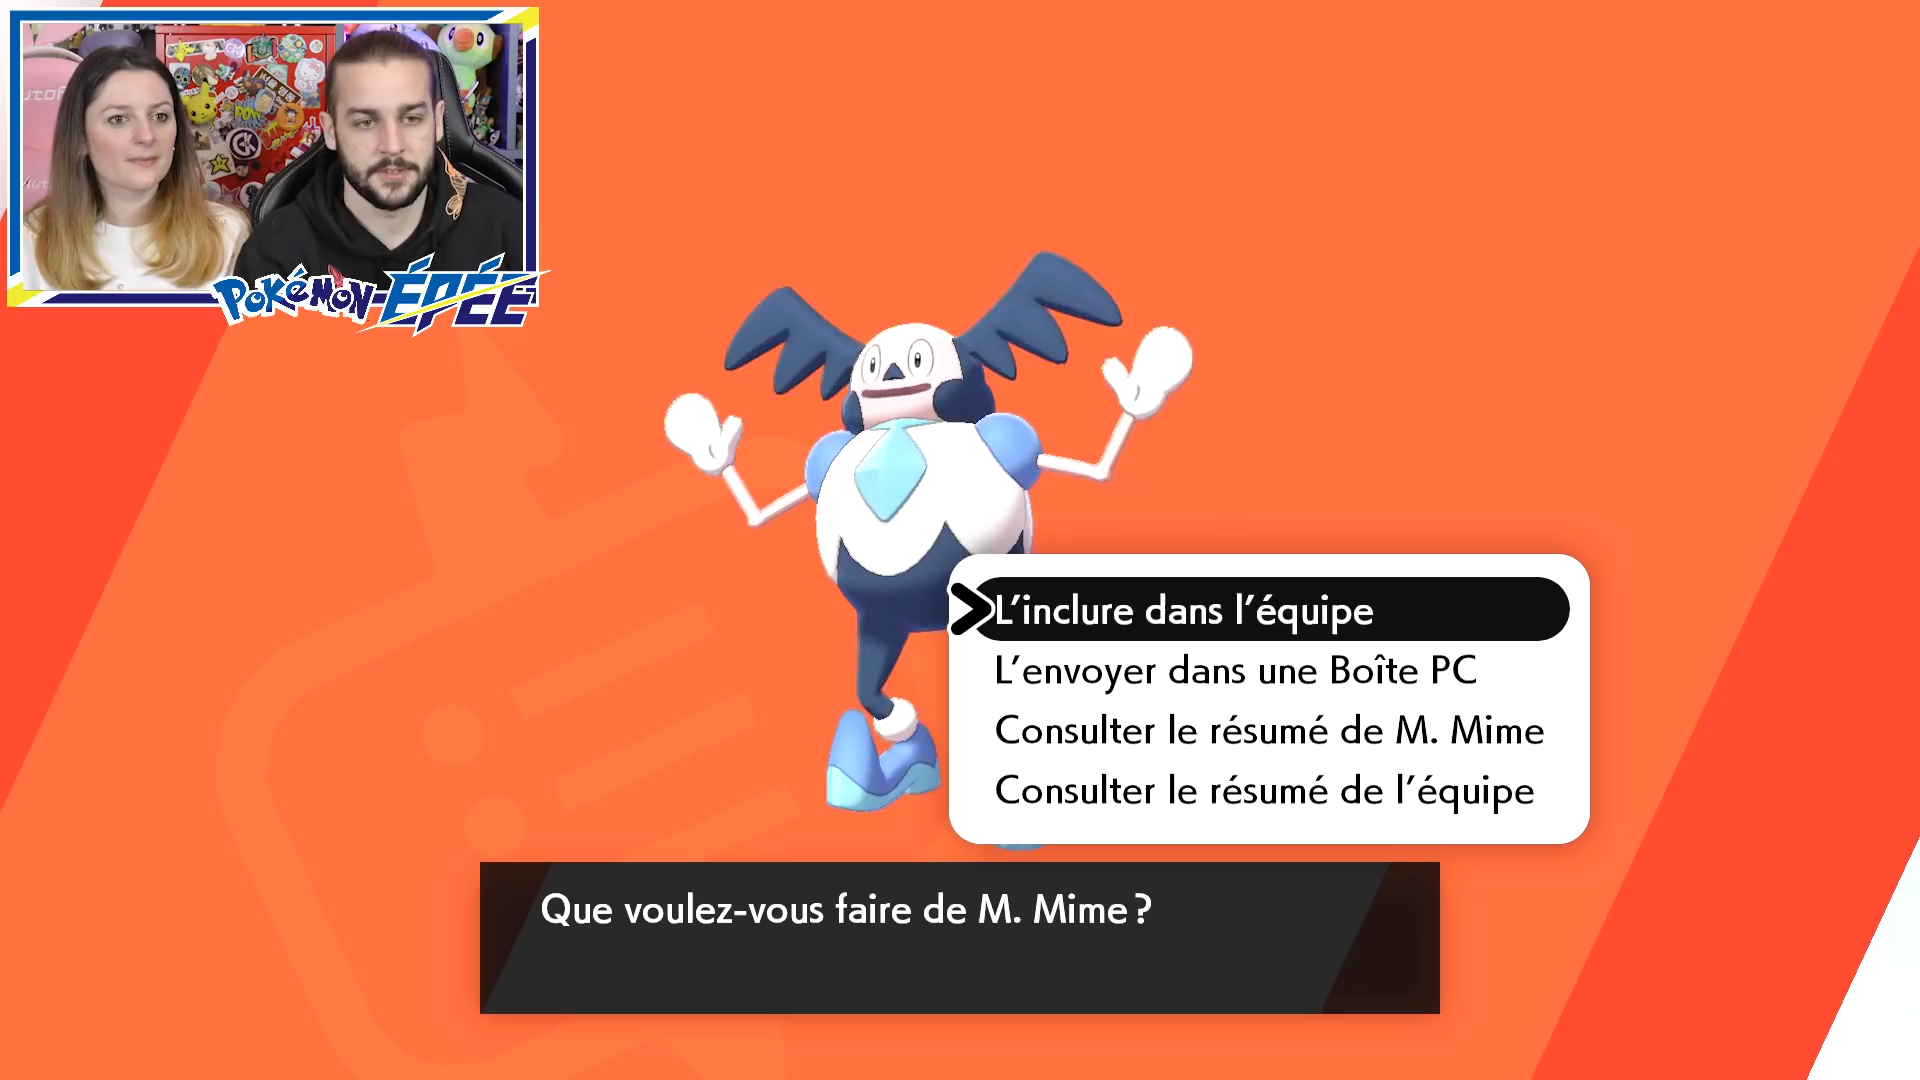 Pokémon ÉPÉE
L'inclure dans l'équipe
L'envoyer dans une Boîte PC
Consulter le résumé de M. Mime
Consulter le résumé de l'équipe
Que voulez-vous faire de M. Mime ?